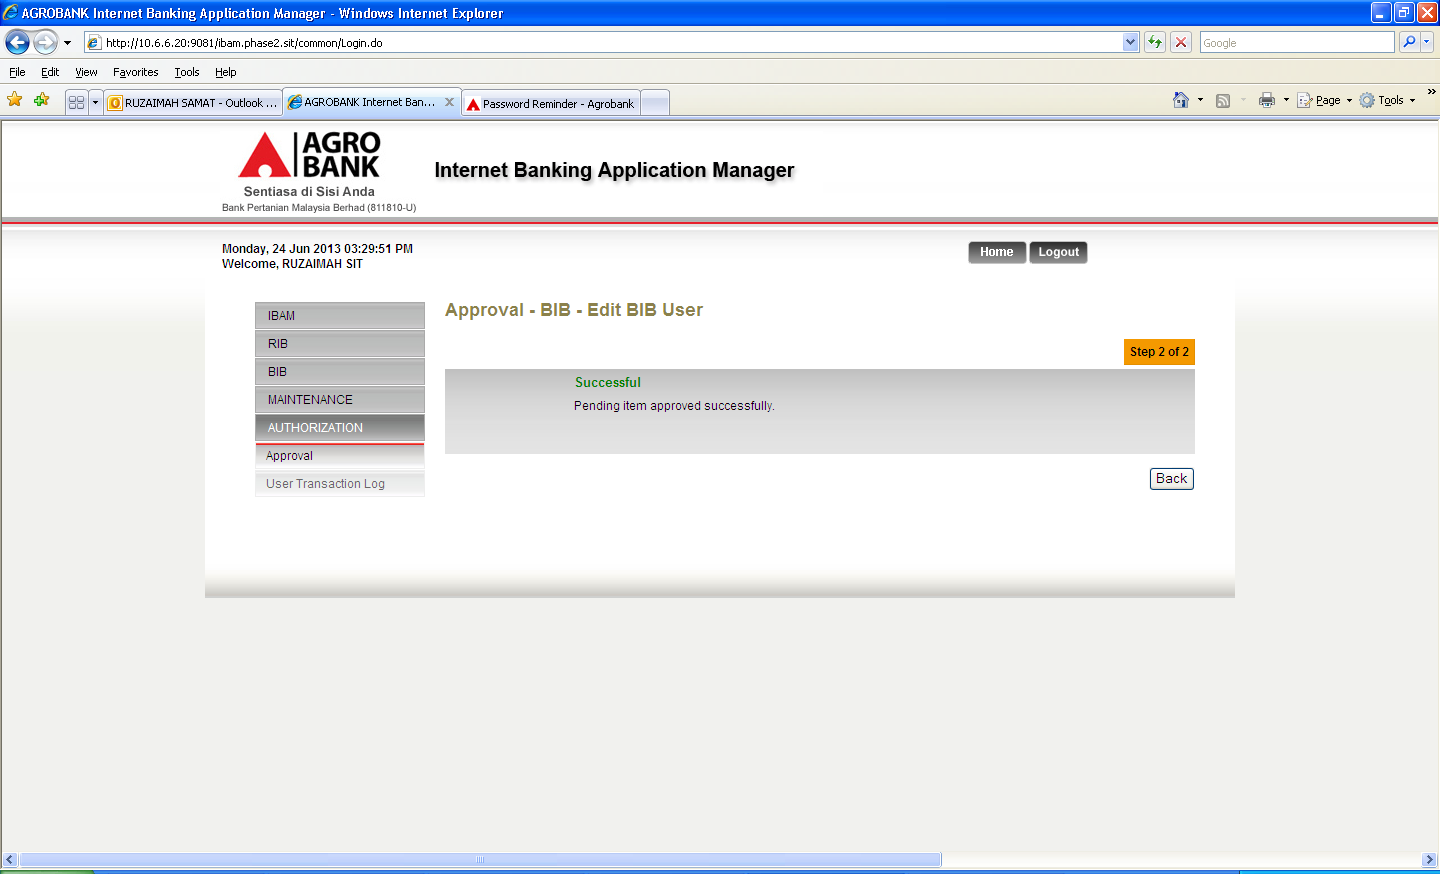 AGROBANK Internet Banking Application Manager - Windows Internet Explorer
http://10.6.6.20:9081/ibam.phase2.sit/common/Login.do
Google
File Edit View Favorites Tools Help
RUZAIMAH SAMAT - Outlook ...
AGROBANK Internet Ban...
Password Reminder - Agrobank
Page
Tools
AGRO
BANK
Sentiasa di Sisi Anda
Bank Pertanian Malaysia Berhad (811810-U)
Internet Banking Application Manager
Monday, 24 Jun 2013 03:29:51 PM
Welcome, RUZAIMAH SIT
Home
Logout
IBAM
RIB
BIB
MAINTENANCE
AUTHORIZATION
Approval
User Transaction Log
Approval - BIB - Edit BIB User
Step 2 of 2
Successful
Pending item approved successfully.
Back